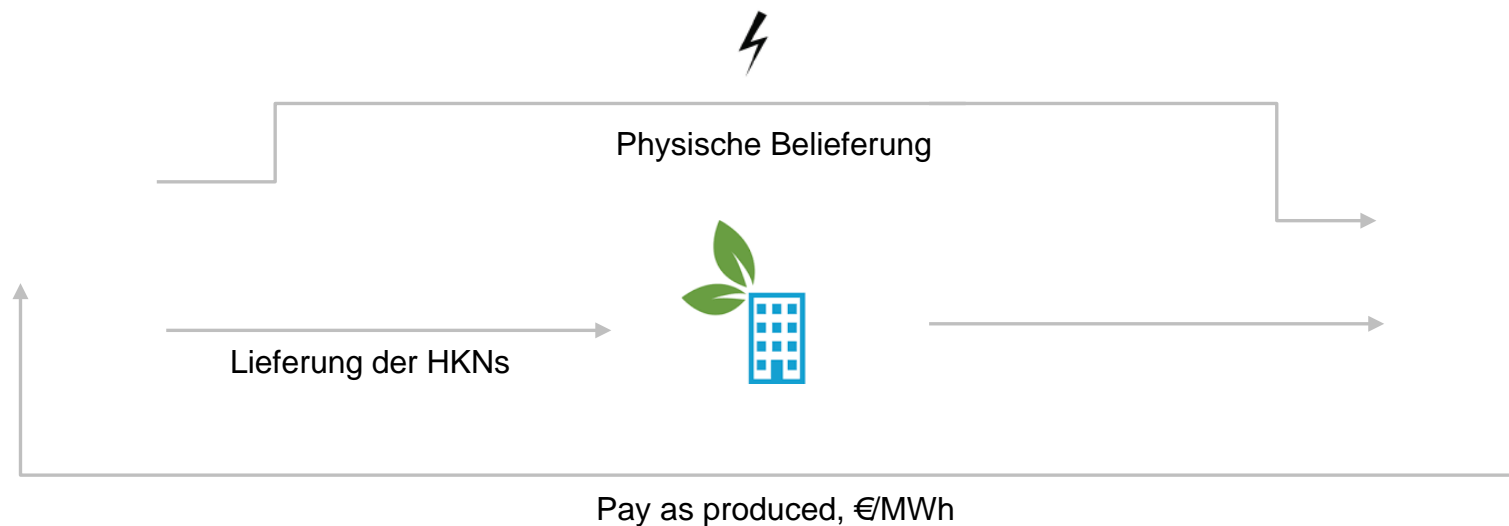 Physische Belieferung
Lieferung der HKNs
Pay as produced, €/MWh